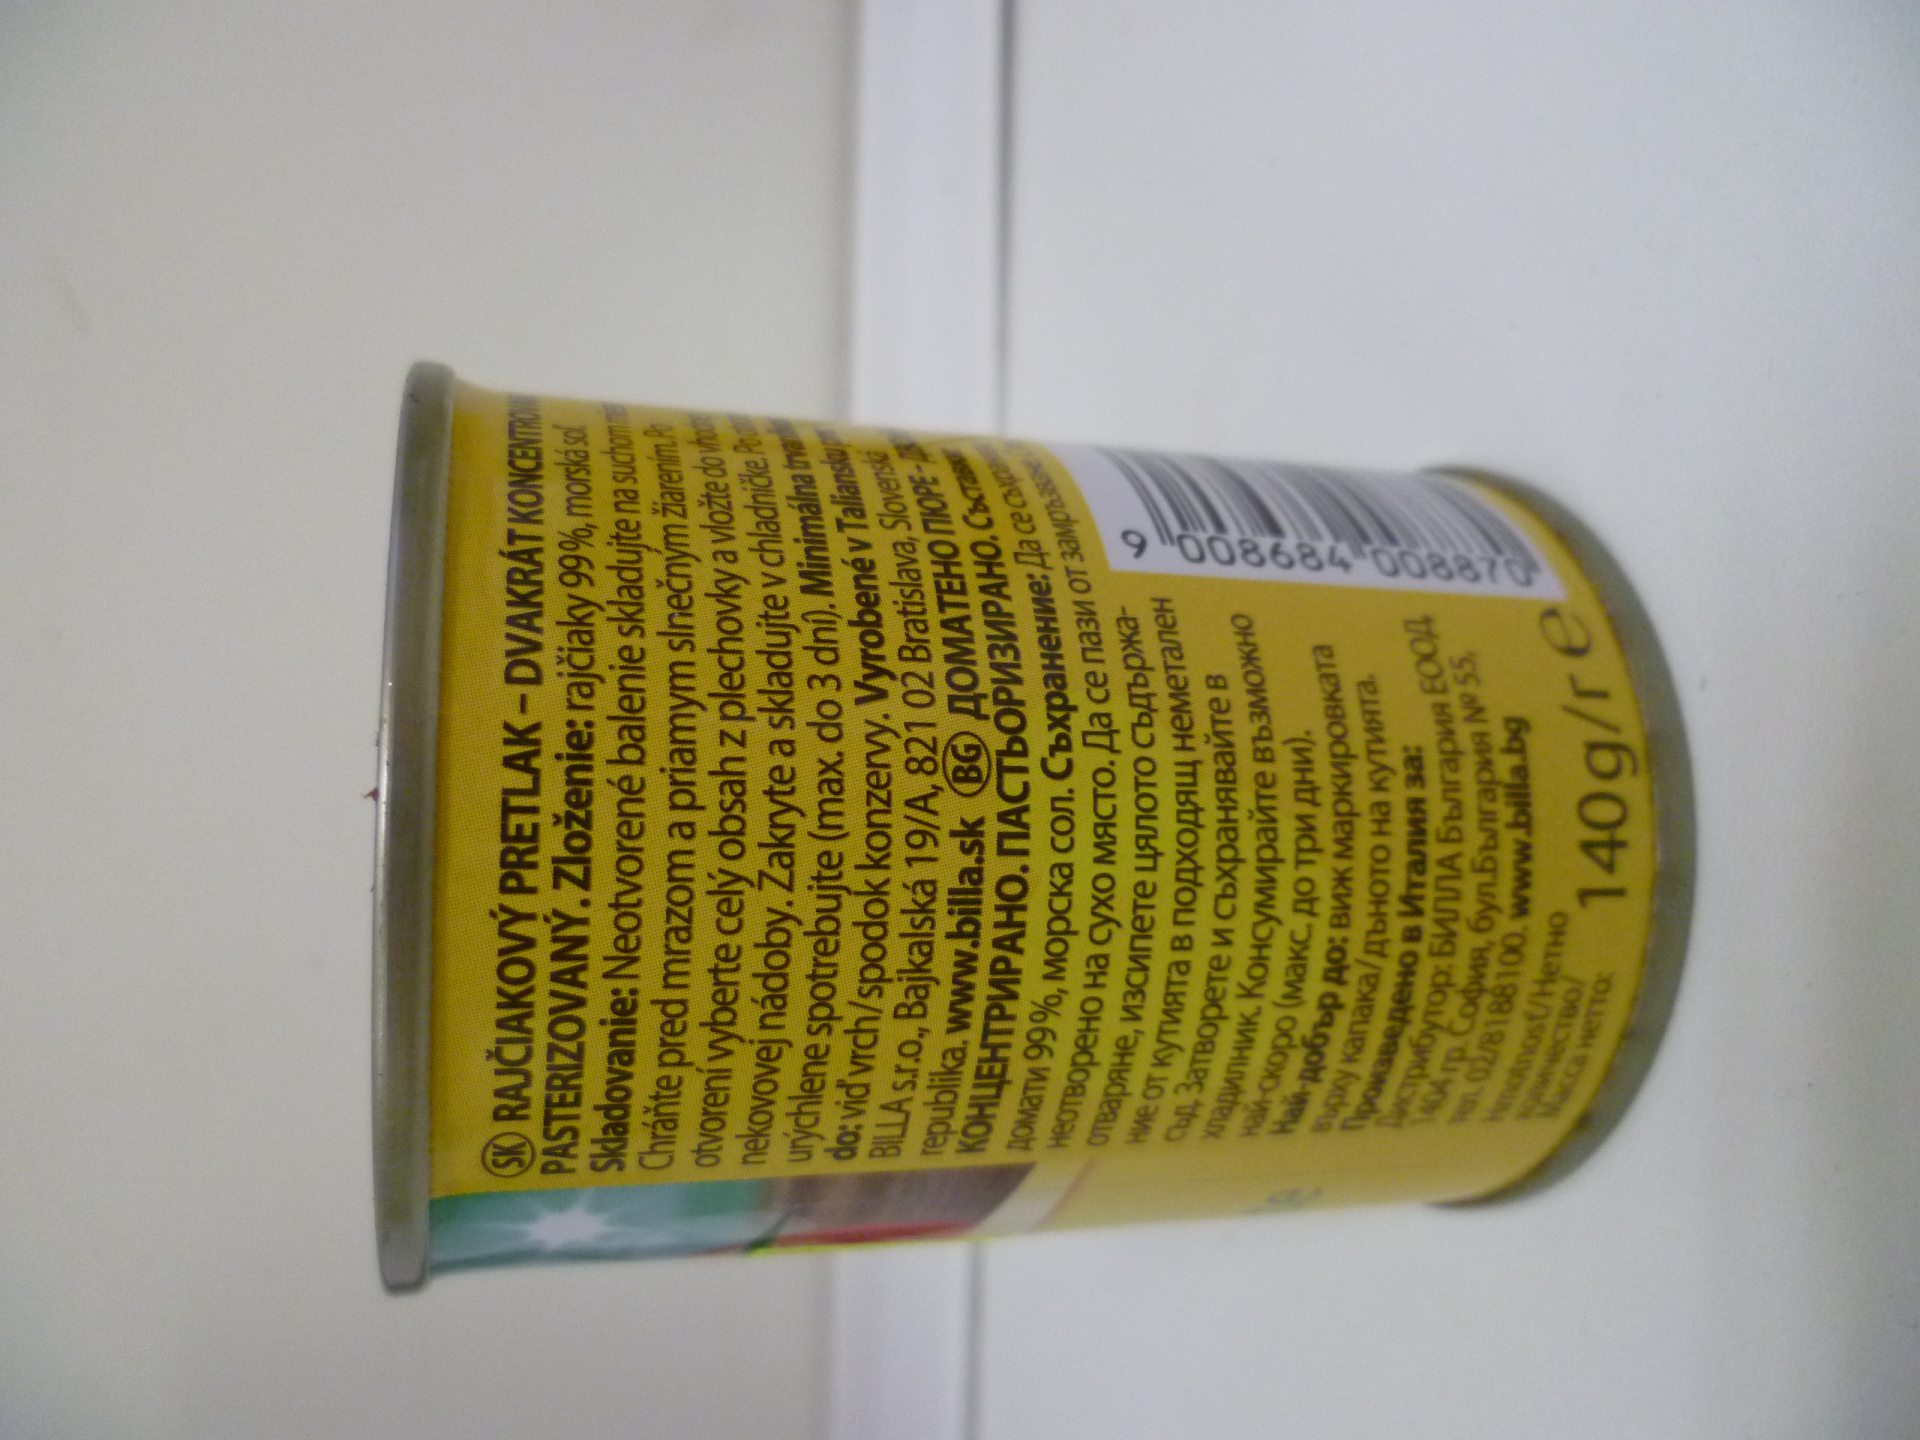 SK RAJČIAKOVÝ PRETLAK – DVAKRÁT
PASTERIZOVANÝ. Zloženie: rajčiaky 99%, morská soľ.
Skladovanie: Neotvorené balenie skladujte na suchom
Chráňte pred mrazom a priamym slnečným žiarením. Po
otvorení vyberte celý obsah z plechovky a vložte do
nekovovej nádoby. Zakryte a skladujte v chladničke. Po
urýchlene spotrebujte (max. do 3 dní). Minimálna
do: viď vrch/spodok konzervy. Vyrobené v Taliansku
BILLA s.r.o., Bajkalská 19/A, 821 02 Bratislava, Slovenská
republika. www.billa.sk BG ДОМАТЕНО ПЮРЕ –
КОНЦЕНТРИРАНО. ПАСТЬОРИЗИРАНО. Съставки:
домати 99%, морска сол. Съхранение: Да се съхранява
неотворено на сухо място. Да се пази от замръзване.
отваряне, изсипете цялото съдържа-
ние от кутията в подходящ неметален
съд. Затворете и съхранявайте в
хладилник. Консумирайте възможно
най-скоро (макс. до три дни).
Най-добър до: виж маркировката
върху капака/дъното на кутията.
Произведено в Италия за:
Дистрибутор: БИЛЛА България ЕООД
1404 гр. София, бул.България № 55,
тел. 02/8188100. www.billa.bg
Hmotnosť/Нетно
количество/
Масса нетто:
140 g/г e
9 008684 008870